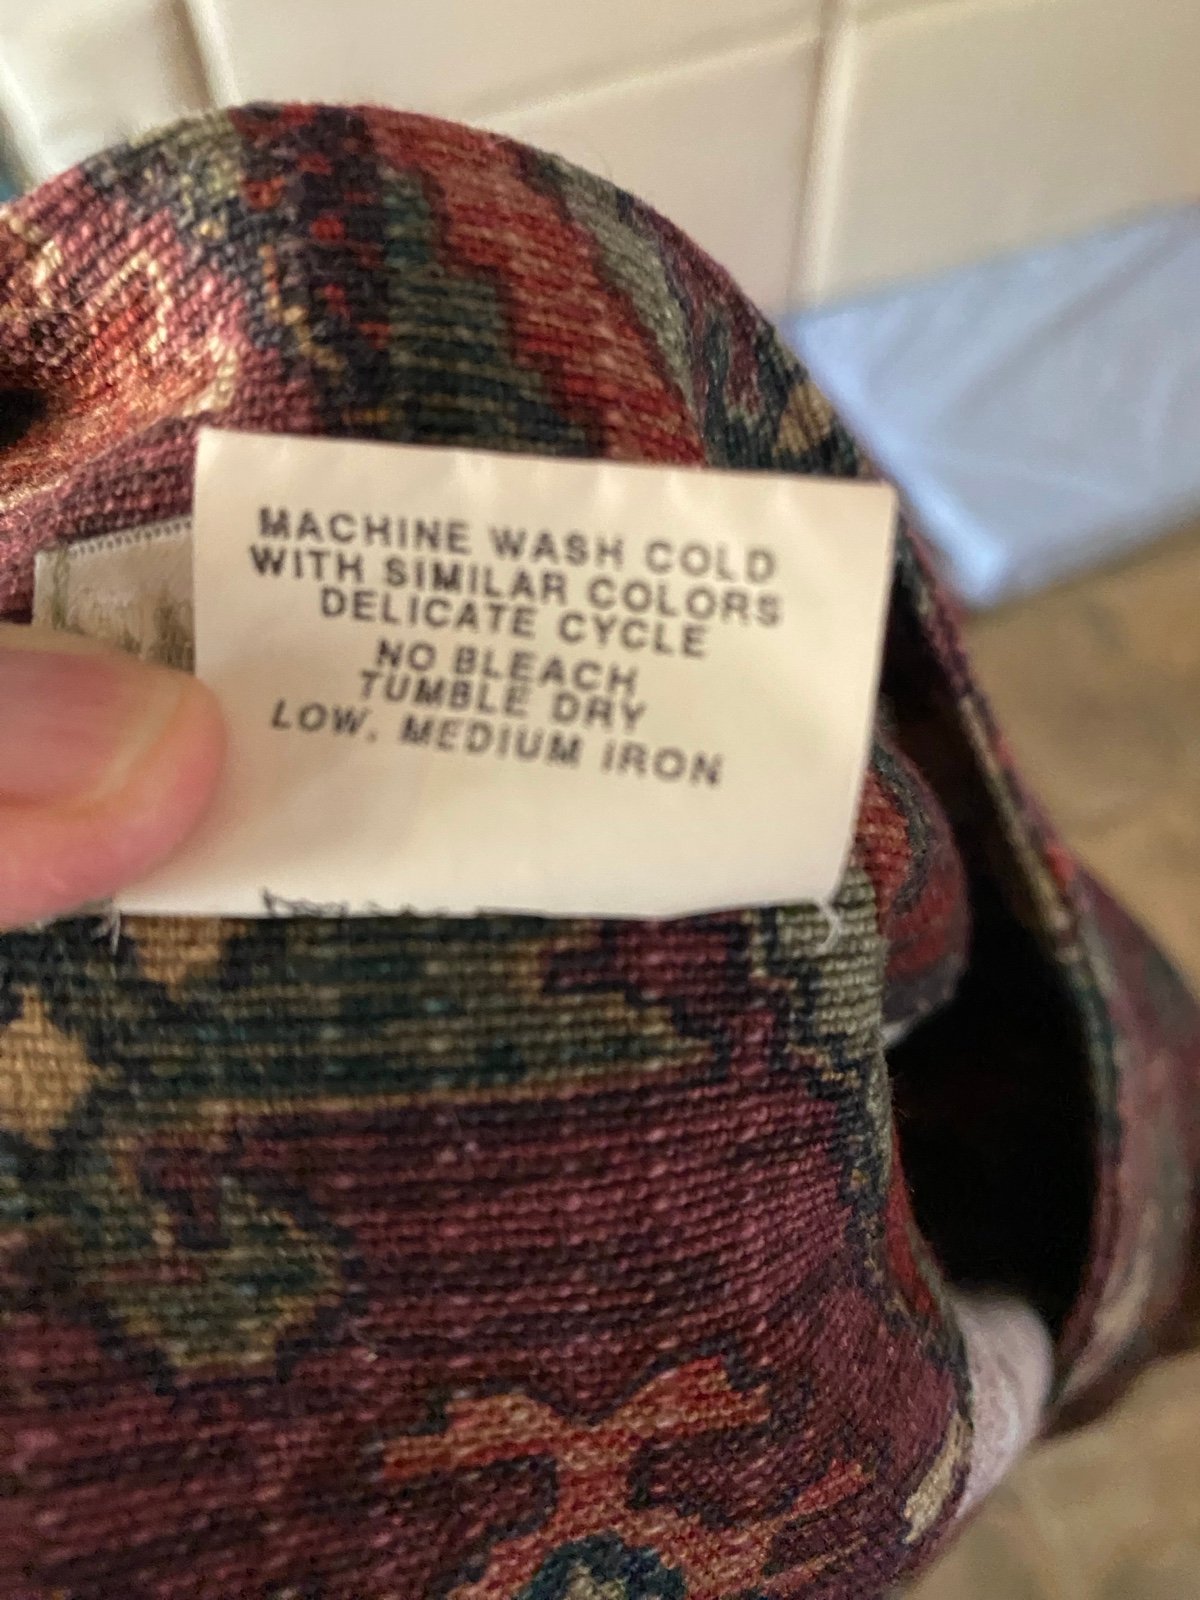 MACHINE WASH COLD
WITH SIMILAR COLORS
DELICATE CYCLE
NO BLEACH
TUMBLE DRY
LOW. MEDIUM IRON